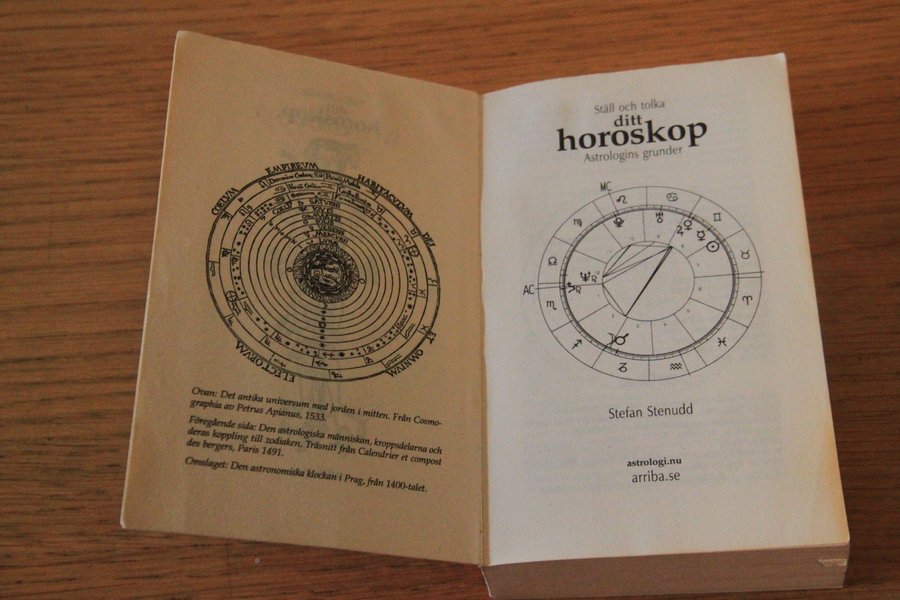 COELVM EMPIREVM HABITACVLVM DEI
ET OMNIVM
ELECTORVM
Ovan: Det antika universum med jorden i mitten. Från Cosmo-
graphia av Petrus Apianus, 1533.
Föregående sida: Den astrologiska människan, kroppsdelarna och
deras koppling till zodiaken. Träsnitt från Calendrier et compost
des bergers, Paris 1491.
Omslaget: Den astronomiska klockan i Prag, från 1400-talet.
Ställ och tolka
ditt
horoskop
Astrologins grunder
MC
AC
Stefan Stenudd
astrologi.nu
arriba.se